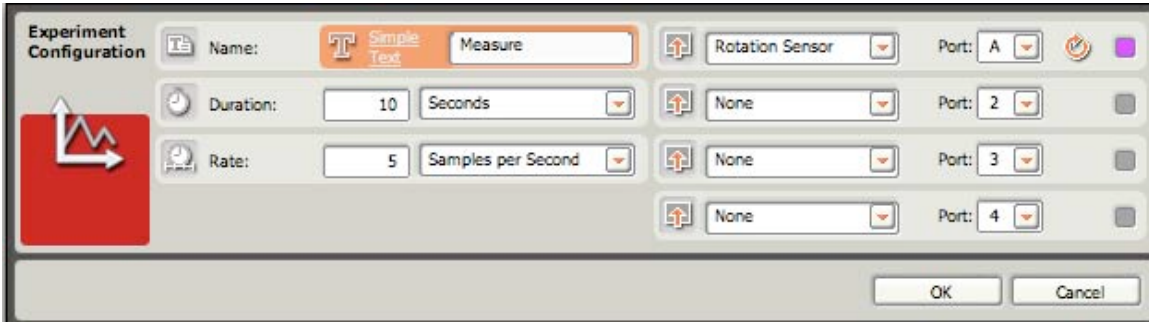 Experiment
Configuration
Name:
Simple
Text
Measure
Duration:
10
Seconds
Rate:
5
Samples per Second
Rotation Sensor
Port: A
None
Port: 2
None
Port: 3
None
Port: 4
OK
Cancel